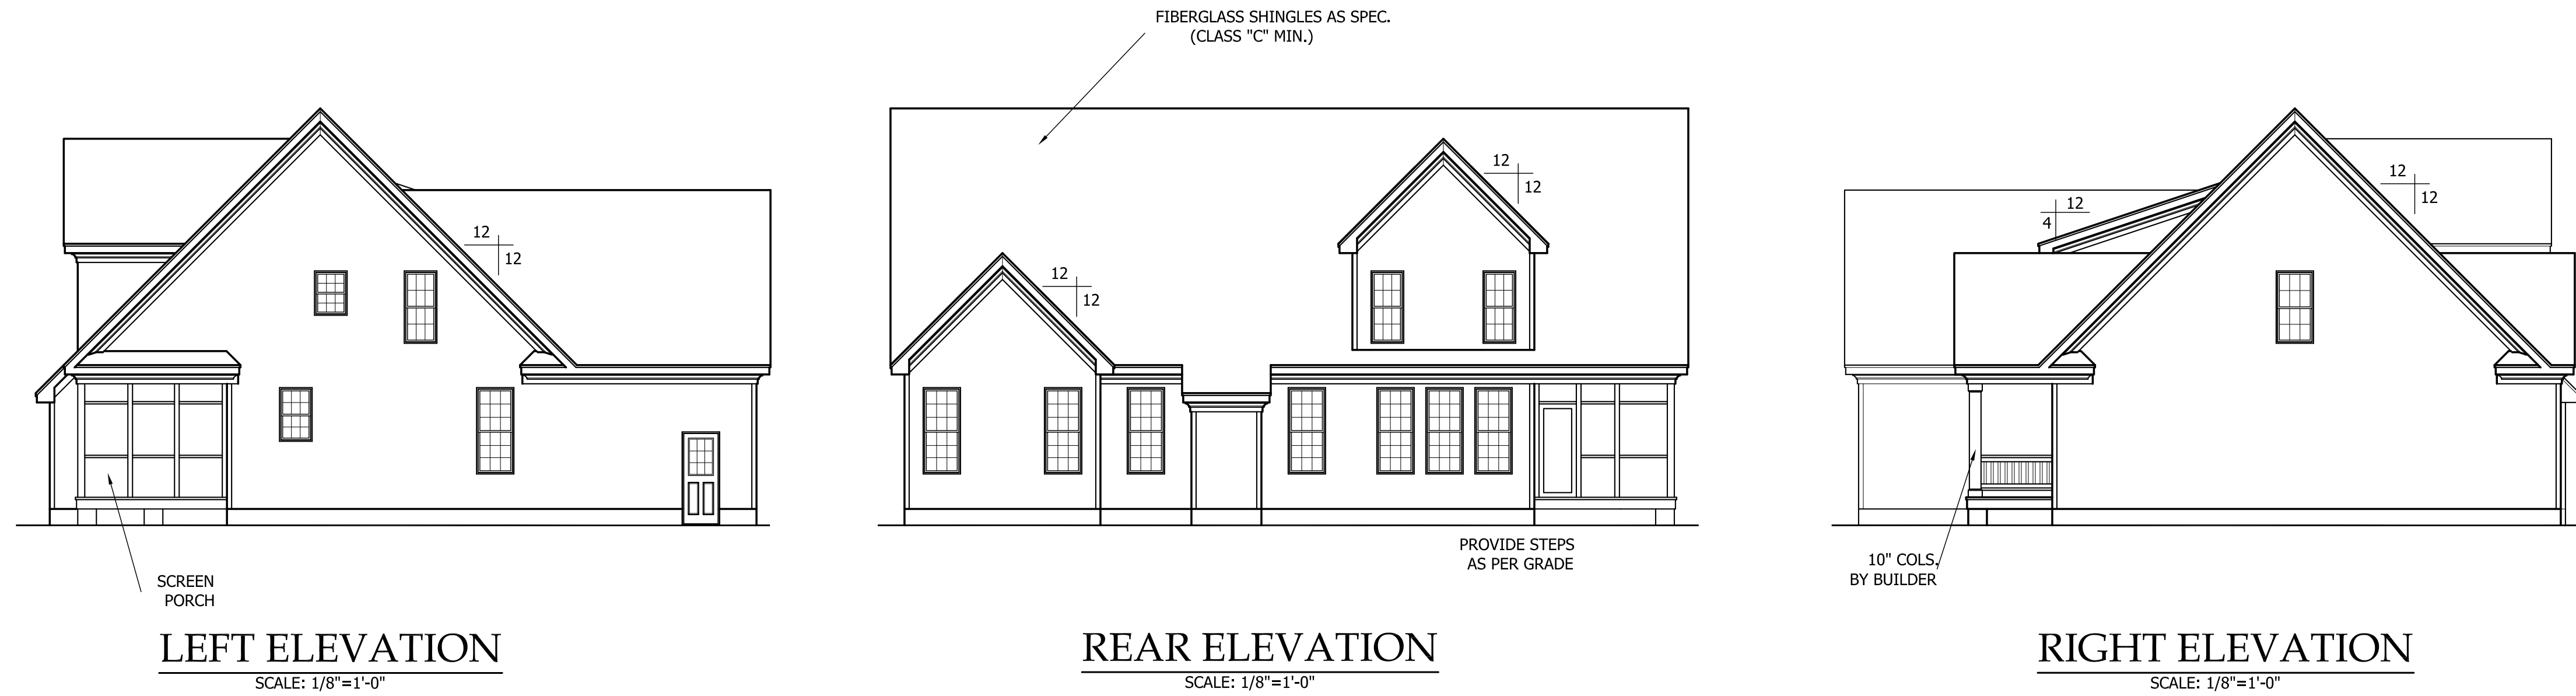 FIBERGLASS SHINGLES AS SPEC.
(CLASS "C" MIN.)
12
12
SCREEN
PORCH
LEFT ELEVATION
SCALE: 1/8"=1'-0"
12
12
12
12
PROVIDE STEPS
AS PER GRADE
REAR ELEVATION
SCALE: 1/8"=1'-0"
12
4
12
12
10" COLS.
BY BUILDER
RIGHT ELEVATION
SCALE: 1/8"=1'-0"